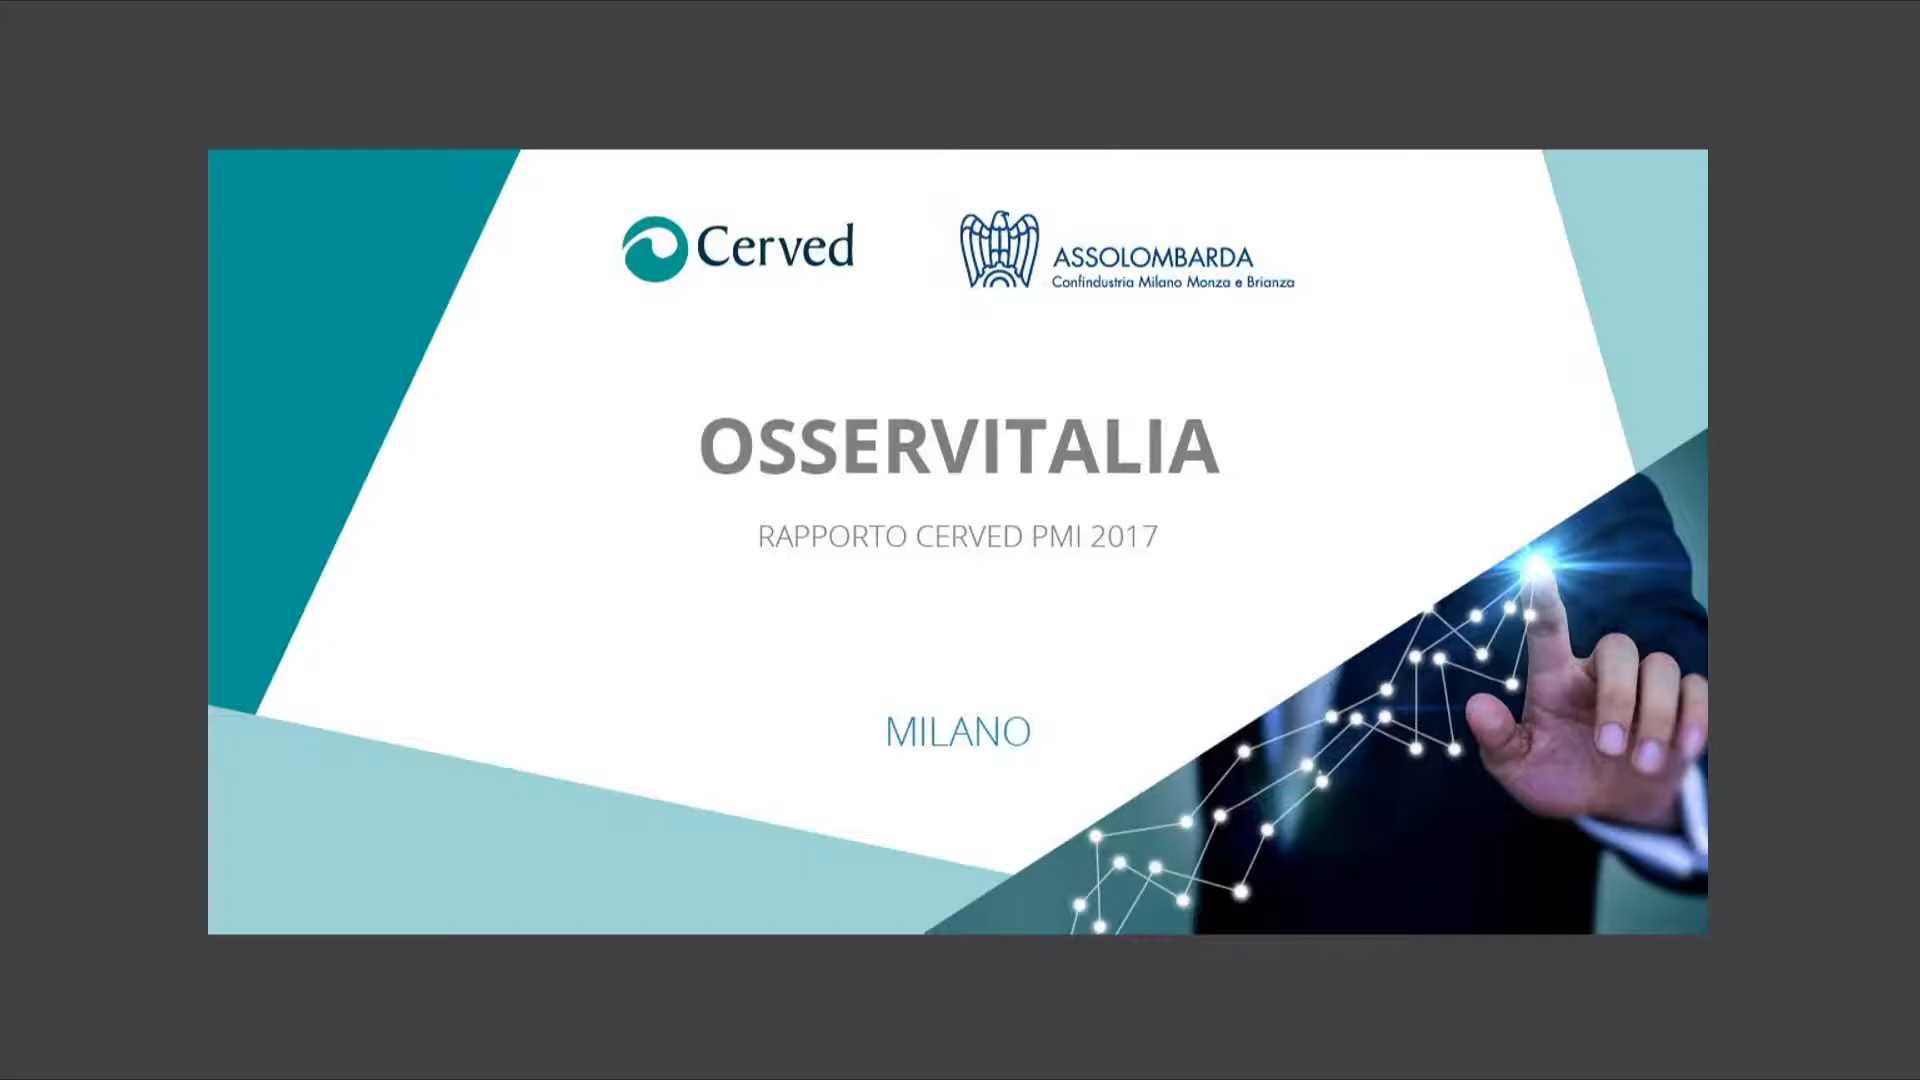 Cerved
ASSOLOMBARDA
Confindustria Milano Monza e Brianza
OSSERVITALIA
RAPPORTO CERVED PMI 2017
MILANO